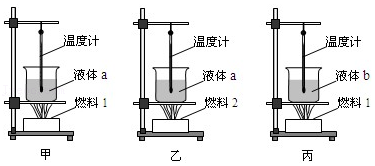 温度计
液体 a
燃料 1
甲
温度计
液体 a
燃料 2
乙
温度计
液体 b
燃料 1
丙